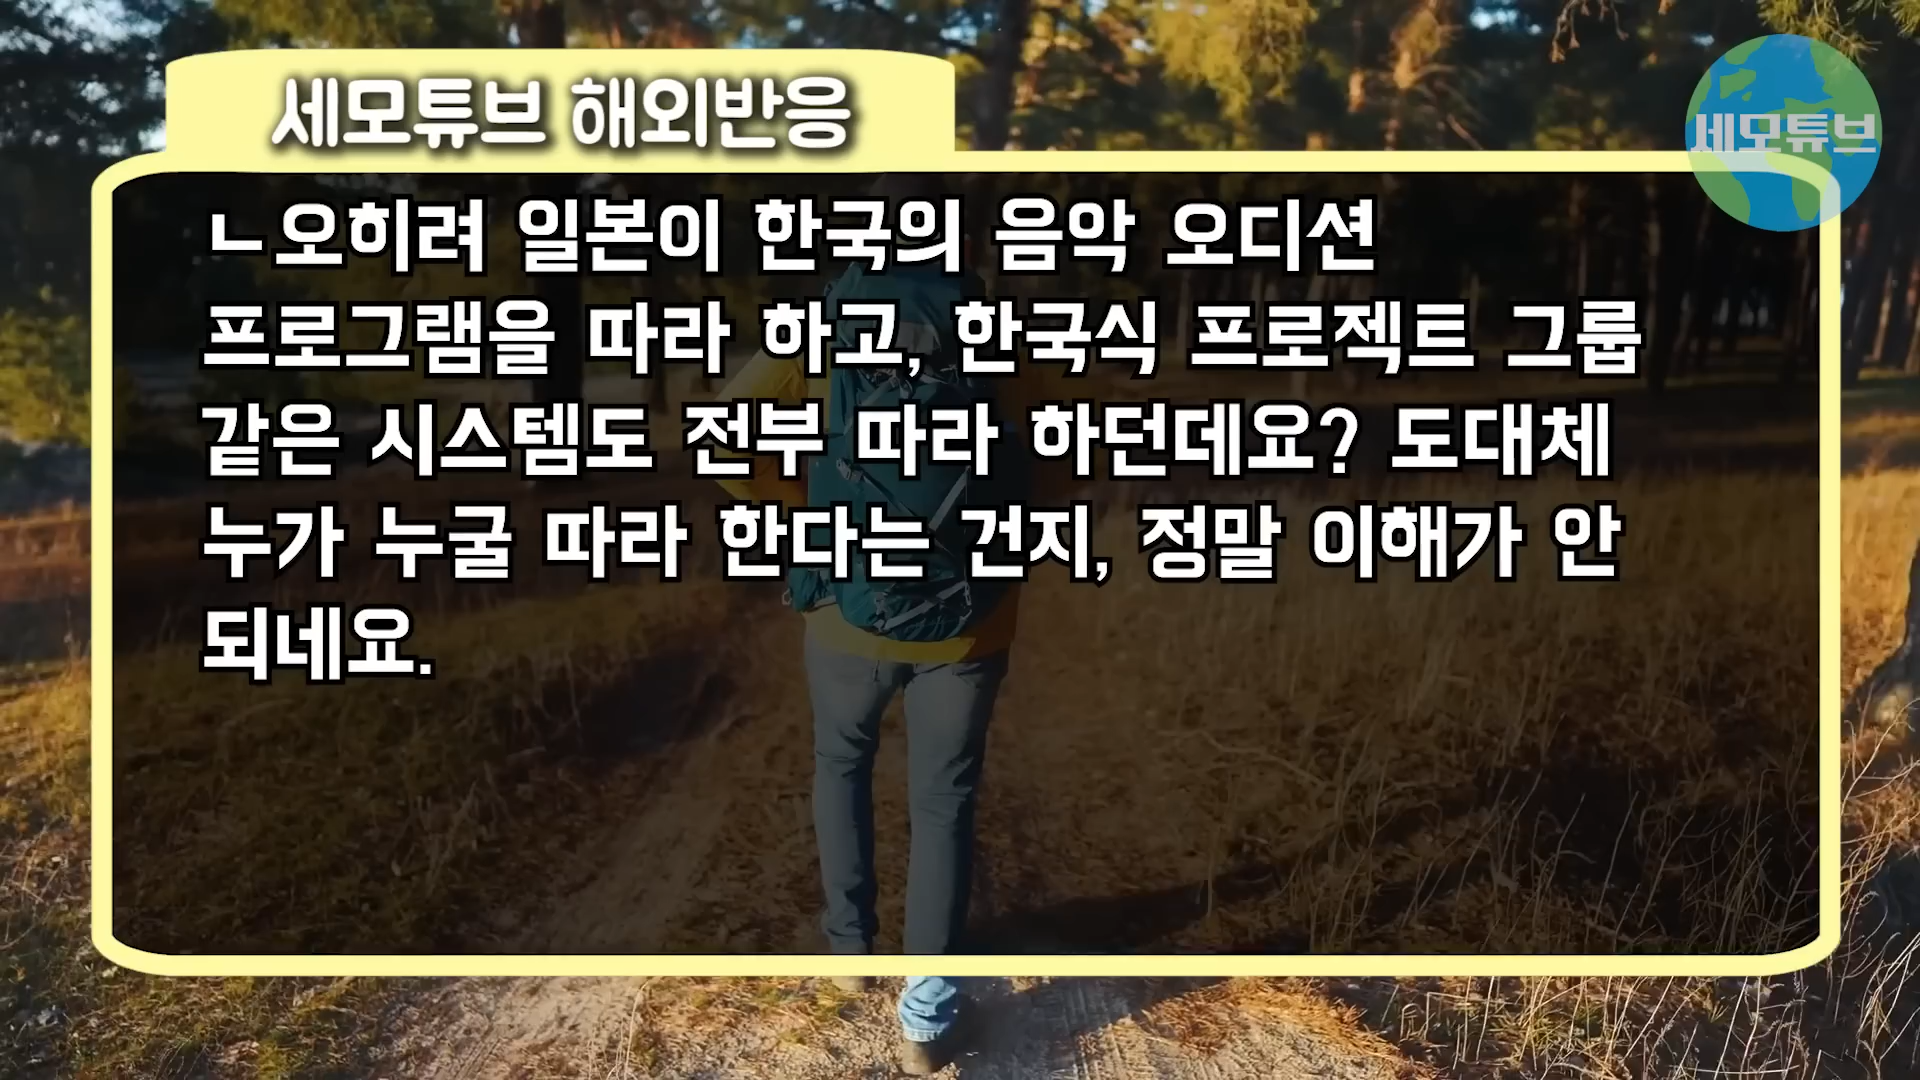 세모튜브 해외반응
세모튜브
ㄴ오히려 일본이 한국의 음악 오디션
프로그램을 따라 하고, 한국식 프로젝트 그룹
같은 시스템도 전부 따라 하던데요? 도대체
누가 누굴 따라 한다는 건지, 정말 이해가 안
되네요.